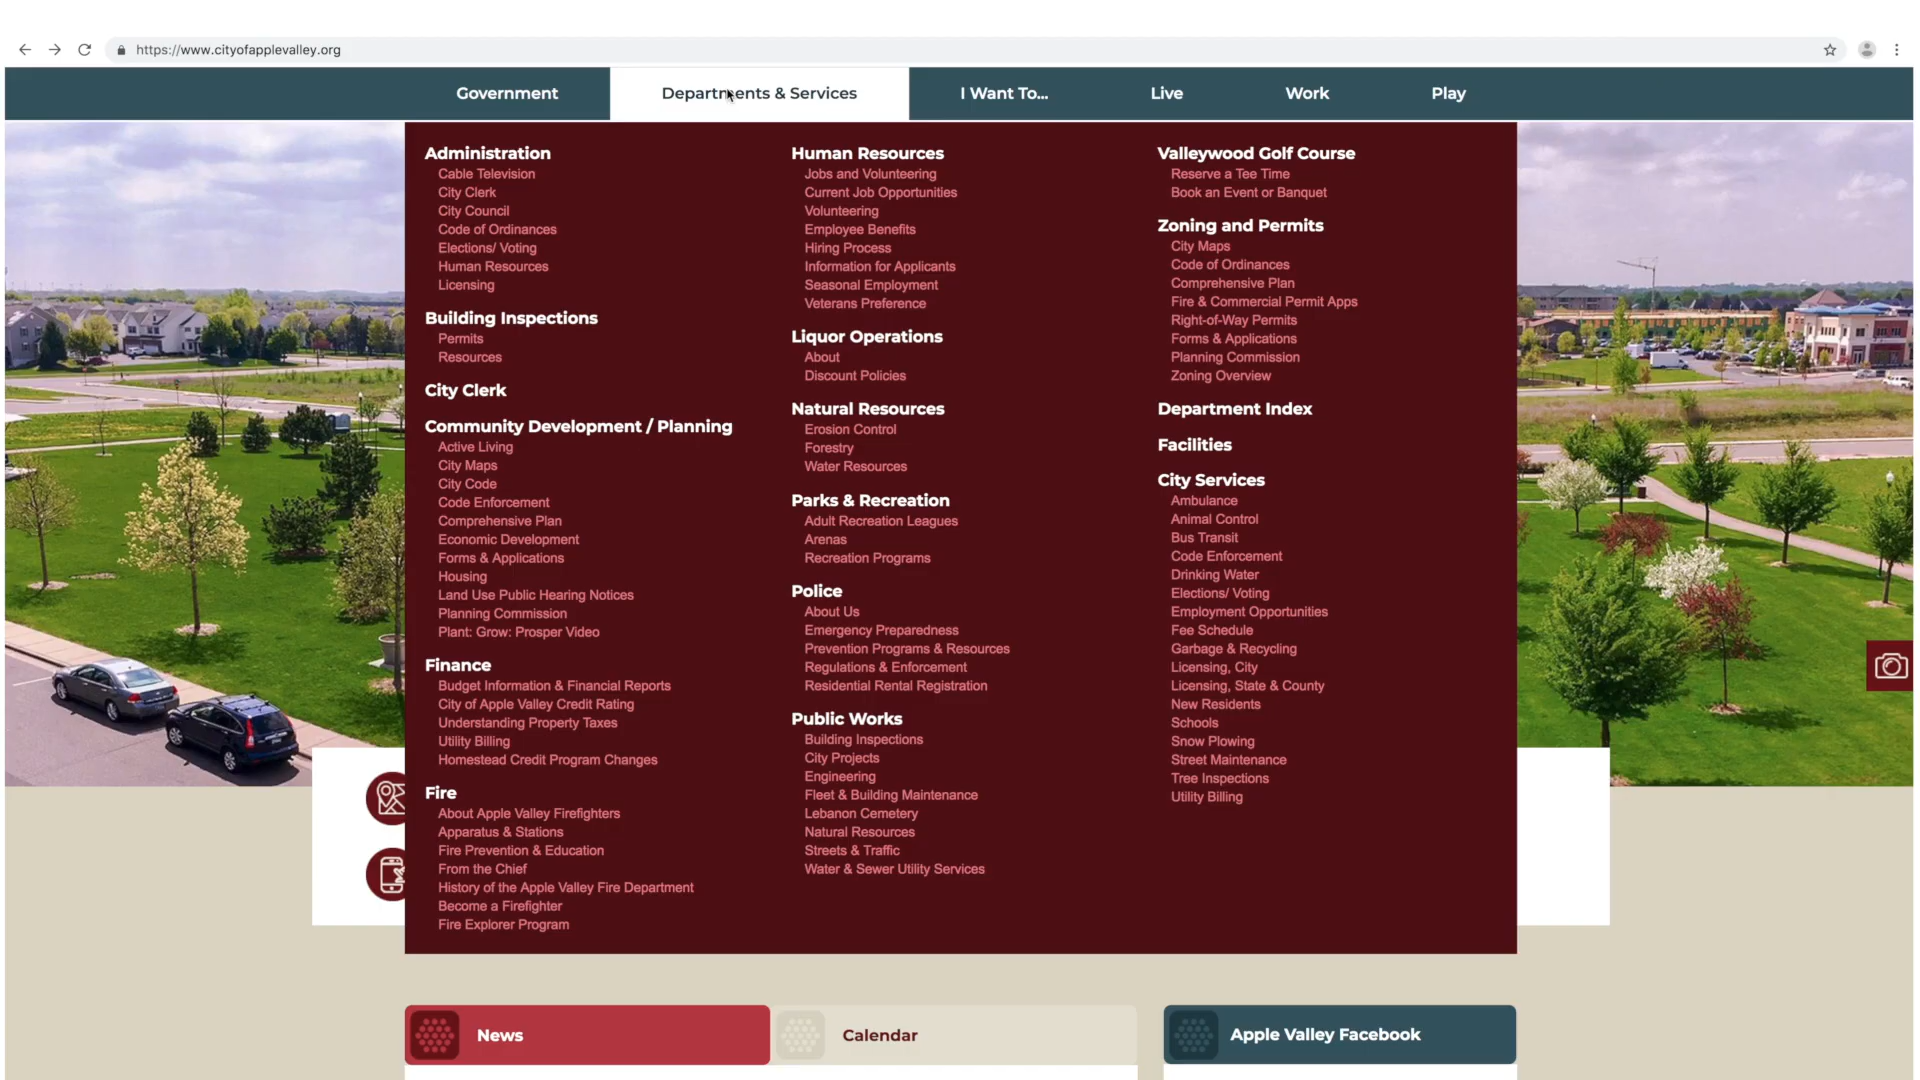 https://www.cityofapplevalley.org
Government
Departments & Services
I Want To...
Live
Work
Play
Administration
Cable Television
City Clerk
City Council
Code of Ordinances
Elections/ Voting
Human Resources
Licensing
Building Inspections
Permits
Resources
City Clerk
Community Development / Planning
Active Living
City Maps
City Code
Code Enforcement
Comprehensive Plan
Economic Development
Forms & Applications
Housing
Land Use Public Hearing Notices
Planning Commission
Plant: Grow: Prosper Video
Finance
Budget Information & Financial Reports
City of Apple Valley Credit Rating
Understanding Property Taxes
Utility Billing
Homestead Credit Program Changes
Fire
About Apple Valley Firefighters
Apparatus & Stations
Fire Prevention & Education
From the Chief
History of the Apple Valley Fire Department
Become a Firefighter
Fire Explorer Program
Human Resources
Jobs and Volunteering
Current Job Opportunities
Volunteering
Employee Benefits
Hiring Process
Information for Applicants
Seasonal Employment
Veterans Preference
Liquor Operations
About
Discount Policies
Natural Resources
Erosion Control
Forestry
Water Resources
Parks & Recreation
Adult Recreation Leagues
Arenas
Recreation Programs
Police
About Us
Emergency Preparedness
Prevention Programs & Resources
Regulations & Enforcement
Residential Rental Registration
Public Works
Building Inspections
City Projects
Engineering
Fleet & Building Maintenance
Lebanon Cemetery
Natural Resources
Streets & Traffic
Water & Sewer Utility Services
Valleywood Golf Course
Reserve a Tee Time
Book an Event or Banquet
Zoning and Permits
City Maps
Code of Ordinances
Comprehensive Plan
Fire & Commercial Permit Apps
Right-of-Way Permits
Forms & Applications
Planning Commission
Zoning Overview
Department Index
Facilities
City Services
Ambulance
Animal Control
Bus Transit
Code Enforcement
Drinking Water
Elections/ Voting
Employment Opportunities
Fee Schedule
Garbage & Recycling
Licensing, City
Licensing, State & County
New Residents
Schools
Snow Plowing
Street Maintenance
Tree Inspections
Utility Billing
News
Calendar
Apple Valley Facebook